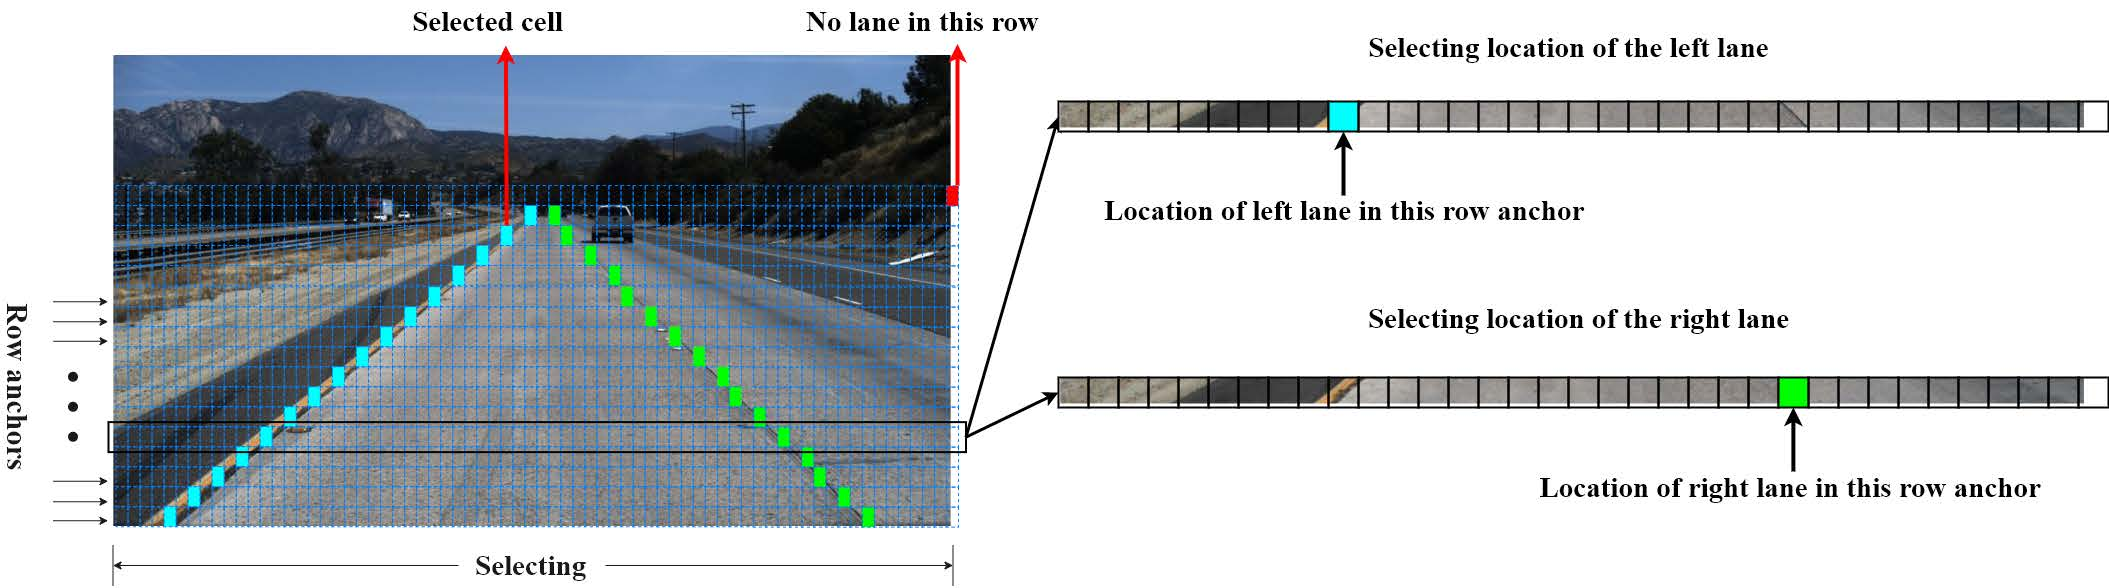 Selected cell
No lane in this row
Selecting location of the left lane
Location of left lane in this row anchor
Row anchors
Selecting location of the right lane
Location of right lane in this row anchor
Selecting